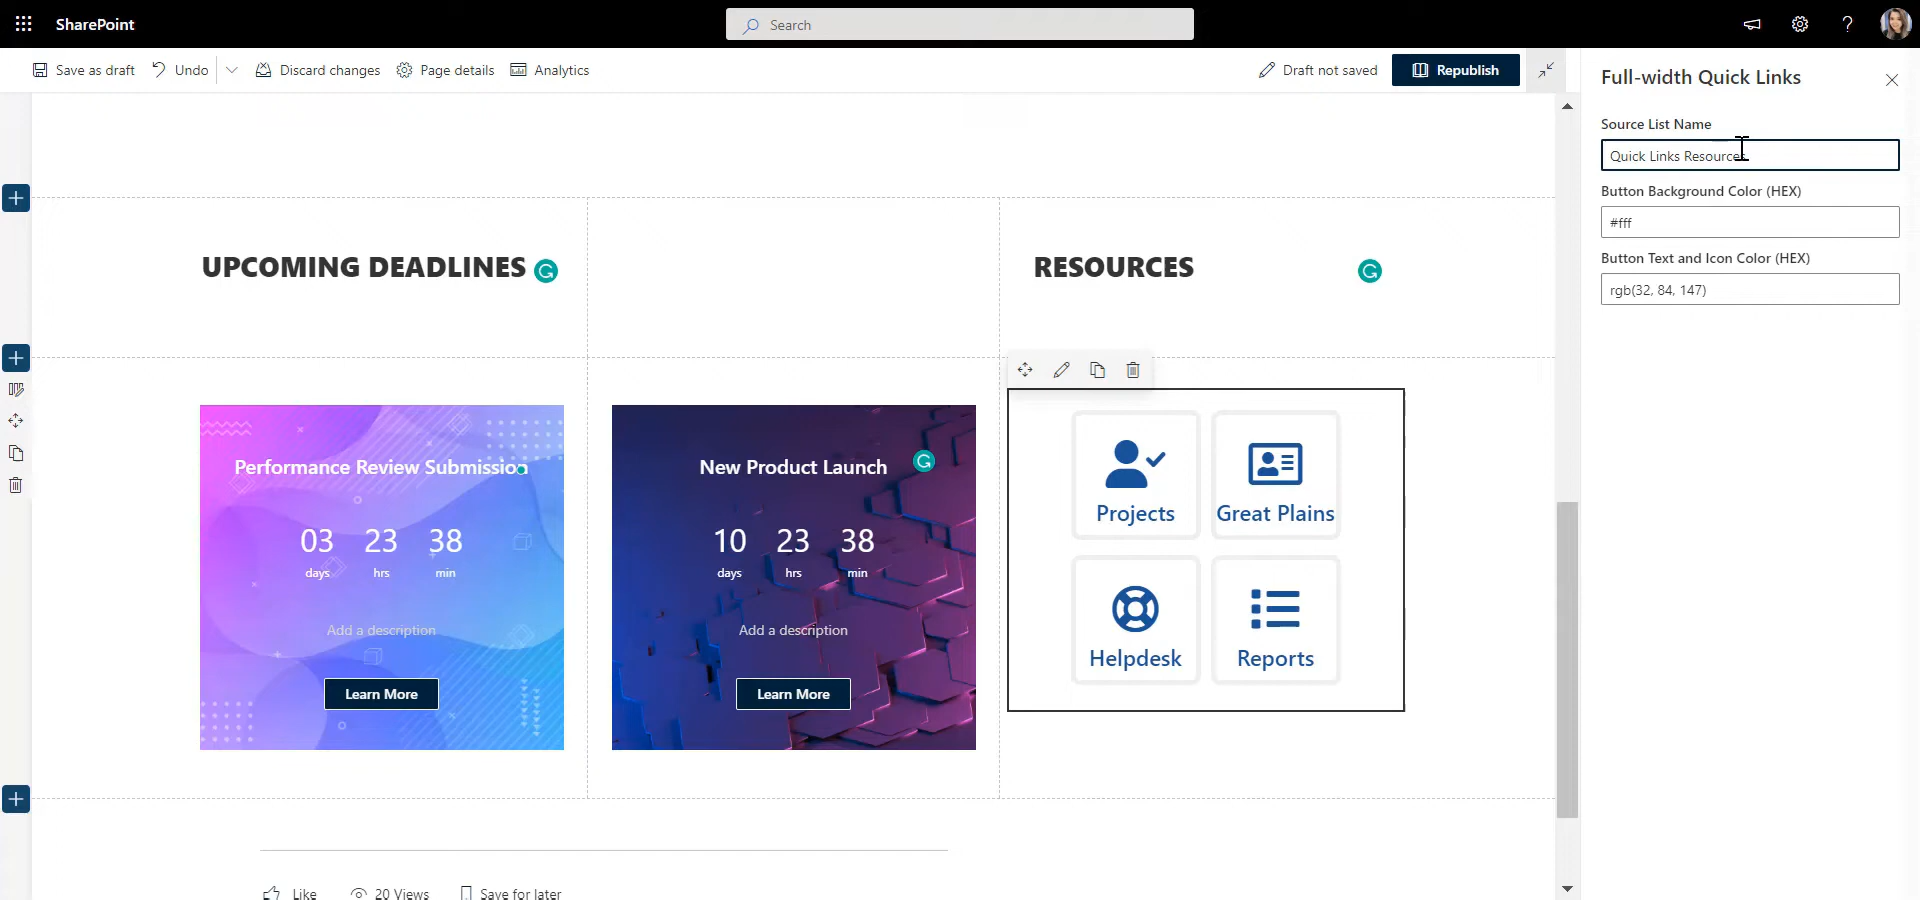 SharePoint
Search
Save as draft
Undo
Discard changes
Page details
Analytics
Draft not saved
Republish
Full-width Quick Links
Source List Name
Quick Links Resources
Button Background Color (HEX)
#fff
Button Text and Icon Color (HEX)
rgb(32, 84, 147)
UPCOMING DEADLINES
RESOURCES
Performance Review Submission
03 23 38
days hrs min
Add a description
Learn More
New Product Launch
10 23 38
days hrs min
Add a description
Learn More
Projects
Great Plains
Helpdesk
Reports
Like
20 Views
Save for later